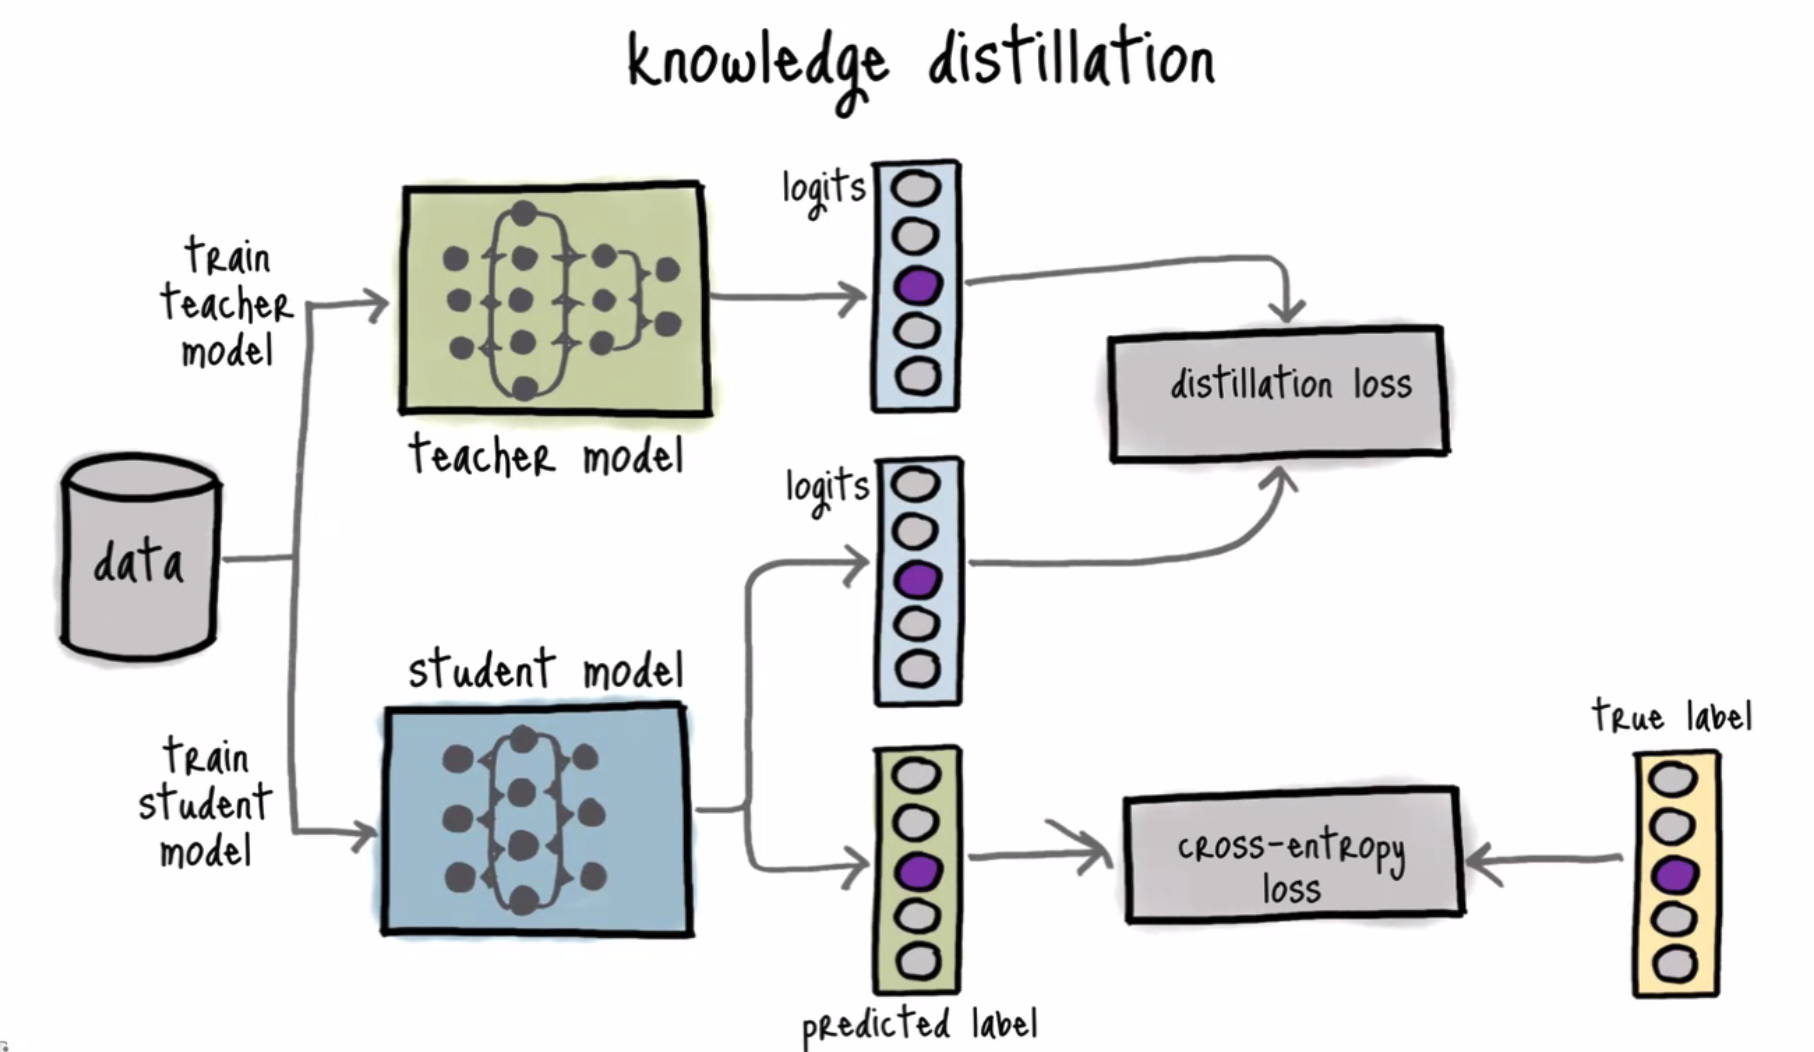 knowledge distillation
logits
train
teacher
model
teacher model
distillation loss
logits
data
student model
train
student
model
true label
cross-entropy
loss
predicted label